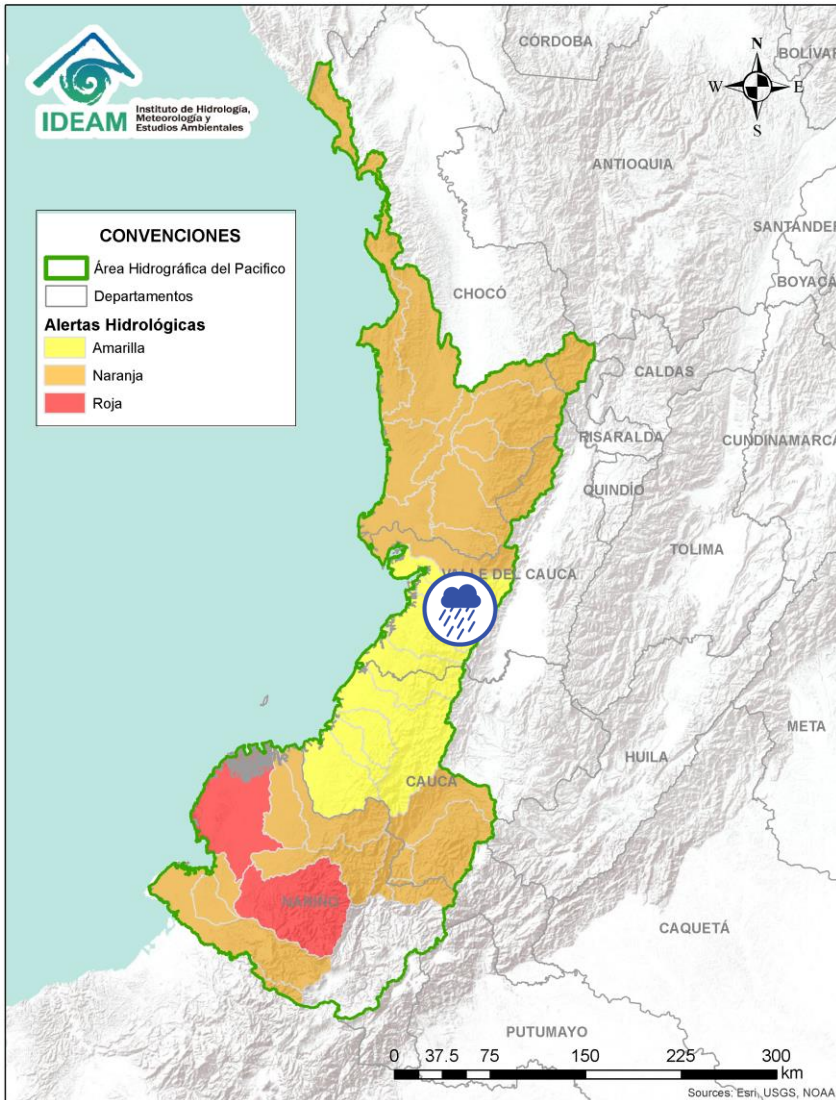 IDEAM
Instituto de Hidrología,
Meteorología y
Estudios Ambientales
CÓRDOBA
BOLÍVAR
N
W
E
S
ANTIOQUIA
SANTANDER
BOYACÁ
CONVENCIONES
Área Hidrográfica del Pacifico
Departamentos
Alertas Hidrológicas
Amarilla
Naranja
Roja
CHOCÓ
CALDAS
RISARALDA
CUNDINAMARCA
QUINDÍO
TOLIMA
VALLE DEL CAUCA
META
HUILA
CAUCA
NARIÑO
CAQUETÁ
PUTUMAYO
0 37.5 75 150 225 300
km
Sources: Esri, USGS, NOAA